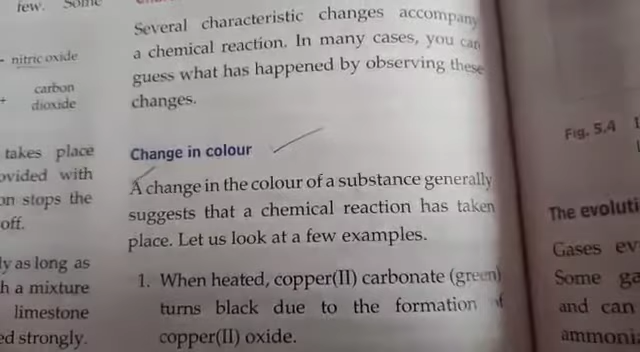 few. Some
- nitric oxide
+ carbon
dioxide
takes place
ovided with
on stops the
off.
ly as long as
h a mixture
limestone
ed strongly.
Several characteristic changes accompany
a chemical reaction. In many cases, you can
guess what has happened by observing these
changes.
Change in colour
A change in the colour of a substance generally
suggests that a chemical reaction has taken
place. Let us look at a few examples.
1. When heated, copper(II) carbonate (green)
turns black due to the formation of
copper(II) oxide.
Fig. 5.4
The evoluti
Gases ev
Some ga
and can
ammonia